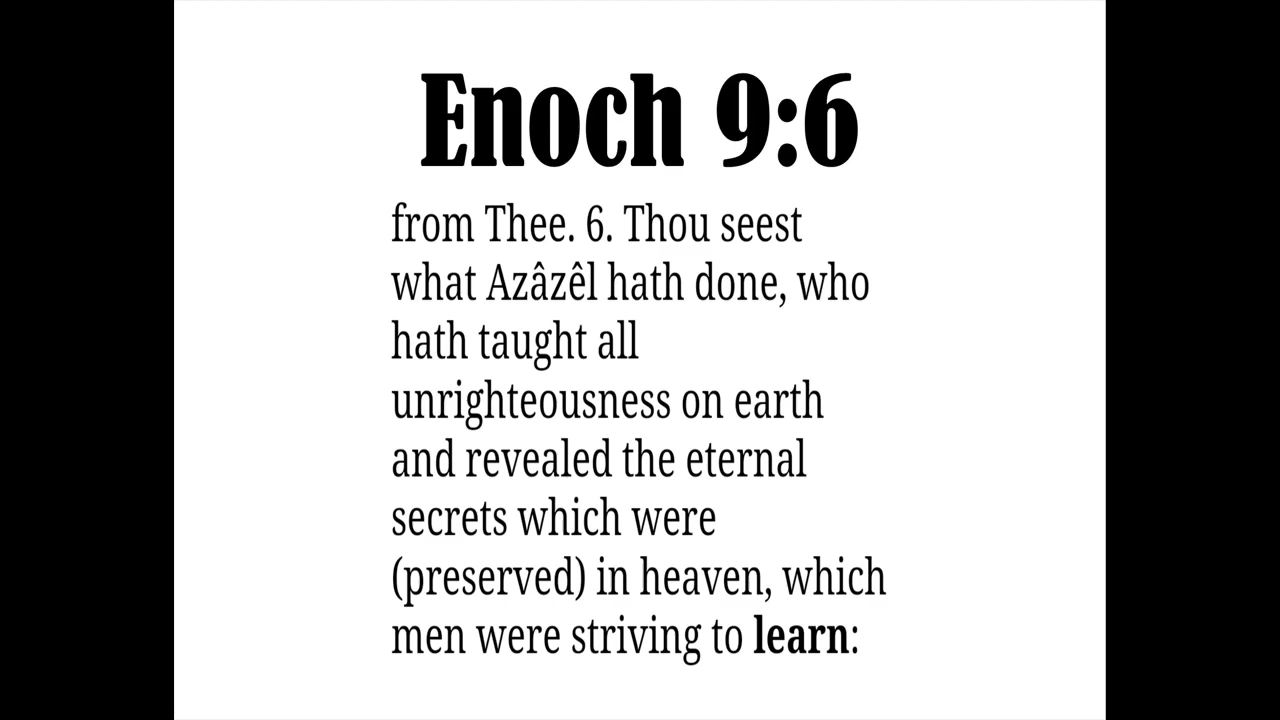 Enoch 9:6
from Thee. 6. Thou seest
what Azâzêl hath done, who
hath taught all
unrighteousness on earth
and revealed the eternal
secrets which were
(preserved) in heaven, which
men were striving to learn: